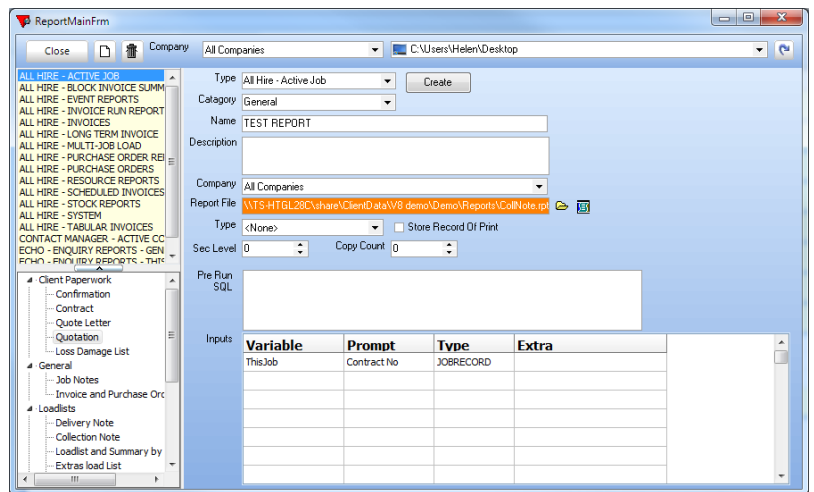 ReportMainFrm
Close Company All Companies C:\Users\Helen\Desktop
ALL HIRE - ACTIVE JOB
ALL HIRE - BLOCK INVOICE SUMM
ALL HIRE - EVENT REPORTS
ALL HIRE - INVOICE RUN REPORT
ALL HIRE - INVOICES
ALL HIRE - LONG TERM INVOICE
ALL HIRE - MULTI-JOB LOAD
ALL HIRE - PURCHASE ORDER REI
ALL HIRE - PURCHASE ORDERS
ALL HIRE - RESOURCE REPORTS
ALL HIRE - SCHEDULED INVOICES
ALL HIRE - STOCK REPORTS
ALL HIRE - SYSTEM
ALL HIRE - TABULAR INVOICES
CONTACT MANAGER - ACTIVE CC
ECHO - ENQUIRY REPORTS - GEN
ECHO - ENQUIRY REPORTS - THIS
Client Paperwork
Confirmation
Contract
Quote Letter
Quotation
Loss Damage List
General
Job Notes
Invoice and Purchase Orc
Loadlists
Delivery Note
Collection Note
Loadlist and Summary by
Extras load List
Type All Hire - Active Job Create
Catagory General
Name TEST REPORT
Description
Company All Companies
Report File \\TS-HTGL28C\share\ClientData\V8 demo\Demo\Reports\CollNote.rpt
Type <None> Store Record Of Print
Sec Level 0 Copy Count 0
Pre Run
SQL
Inputs Variable Prompt Type Extra
ThisJob Contract No JOBRECORD